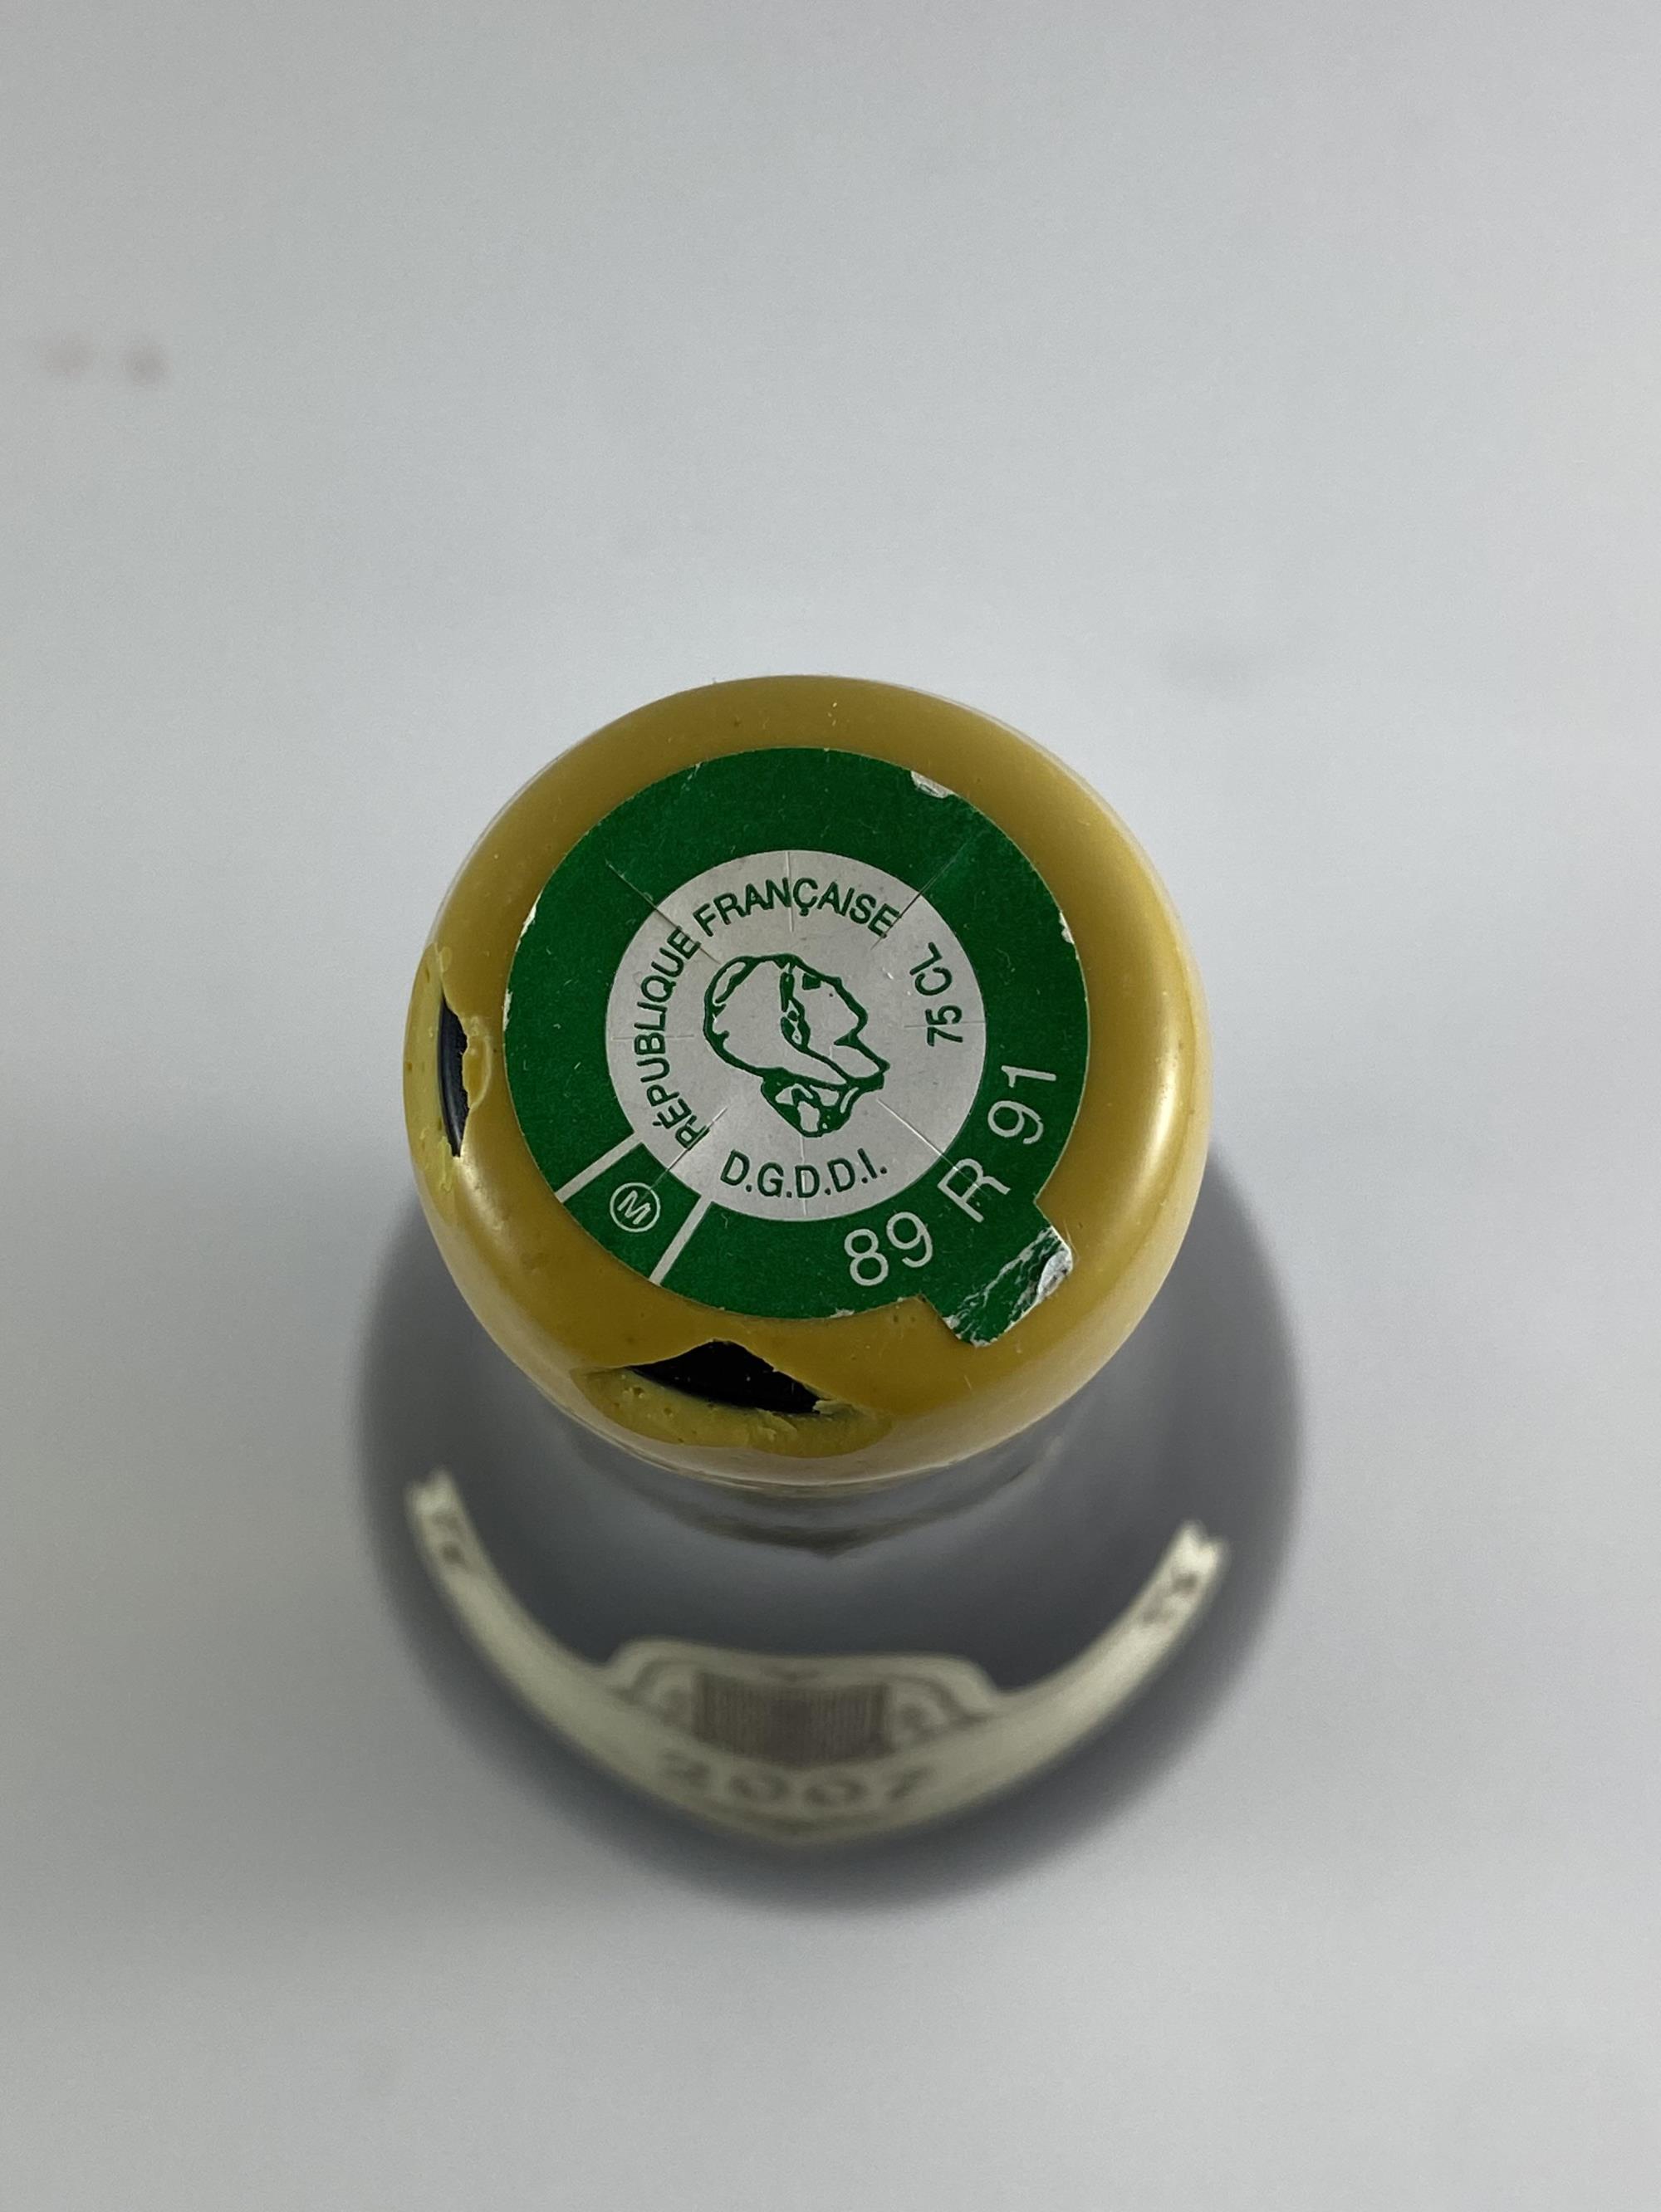 RÉPUBLIQUE FRANÇAISE
75 CL
D.G.D.D.I.
89 R 91
M
2007